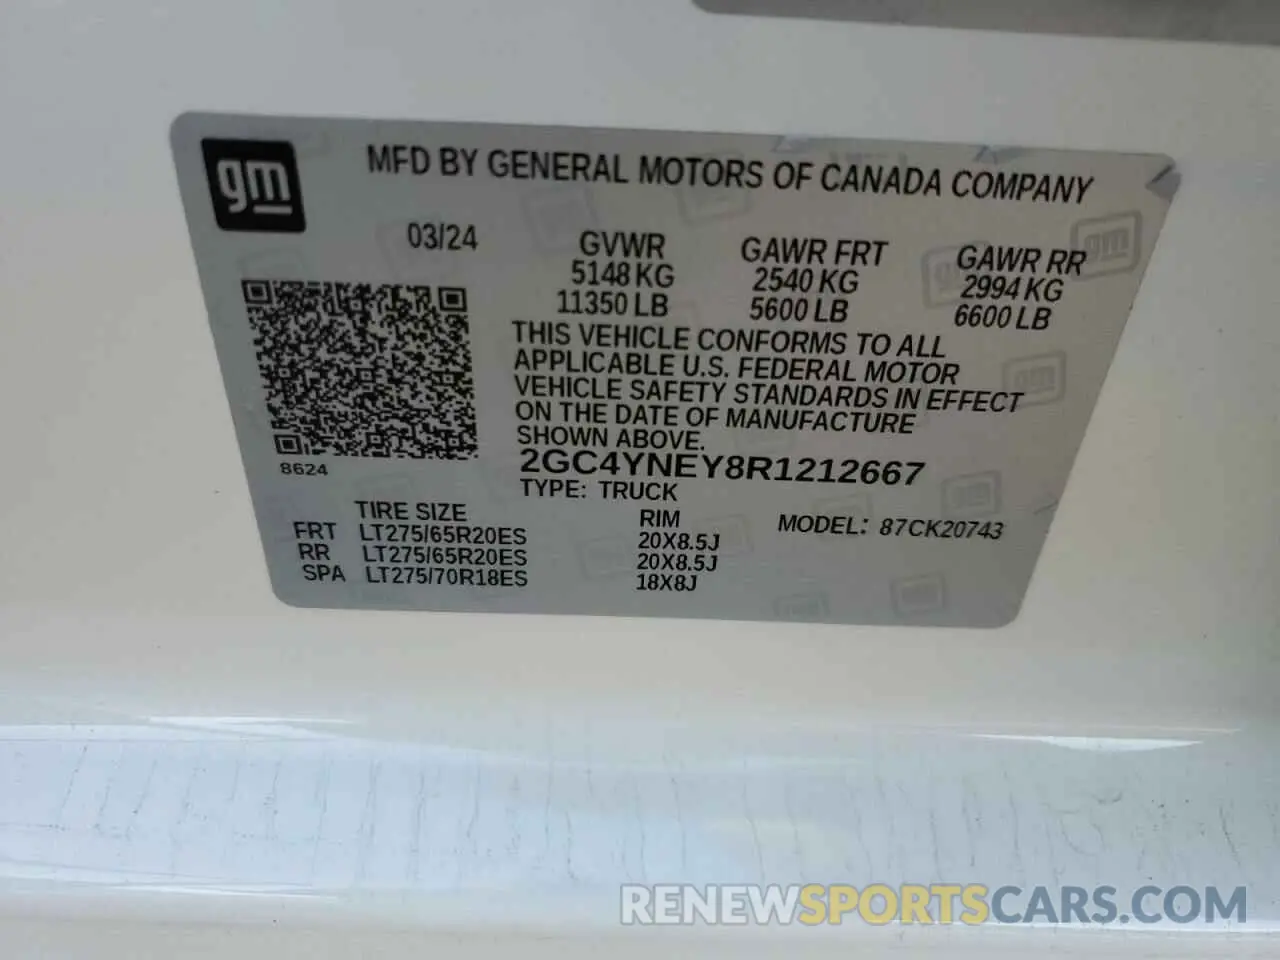 gm
MFD BY GENERAL MOTORS OF CANADA COMPANY
03/24
GVWR
5148 KG
11350 LB
GAWR FRT
2540 KG
5600 LB
GAWR RR
2994 KG
6600 LB
THIS VEHICLE CONFORMS TO ALL
APPLICABLE U.S. FEDERAL MOTOR
VEHICLE SAFETY STANDARDS IN EFFECT
ON THE DATE OF MANUFACTURE
SHOWN ABOVE.
8624
2GC4YNEY8R1212667
TYPE: TRUCK
MODEL: 87CK20743
TIRE SIZE RIM
FRT LT275/65R20ES 20X8.5J
RR LT275/65R20ES 20X8.5J
SPA LT275/70R18ES 18X8J
RENEWSPORTSCARS.COM